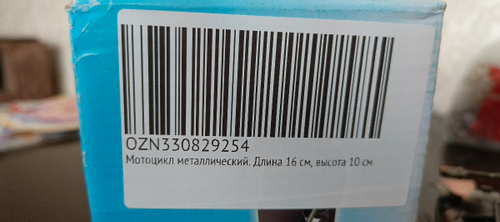 OZN330829254
Мотоцикл металлический. Длина 16 см, высота 10 см